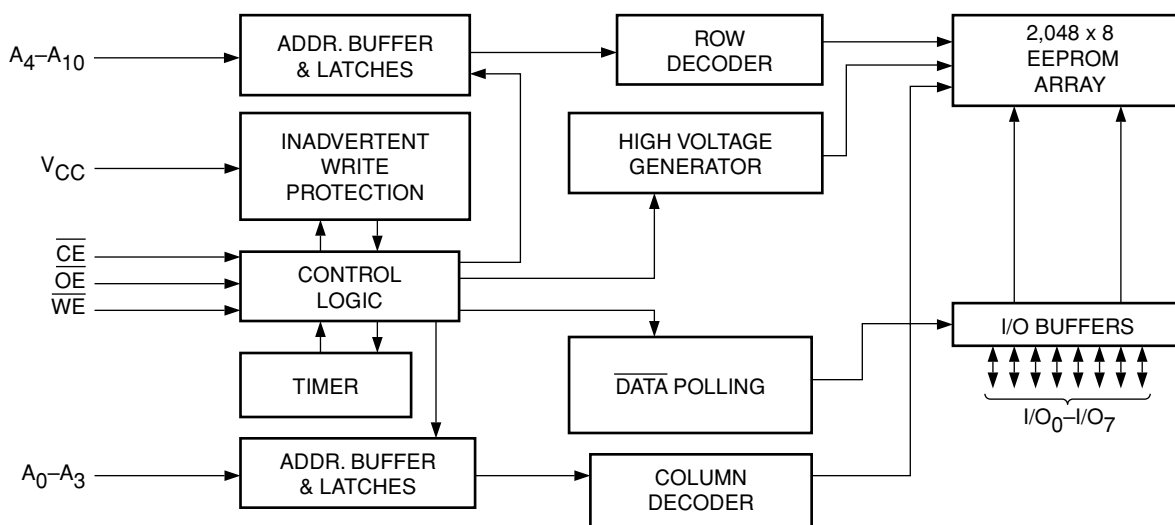 A4–A10
ADDR. BUFFER
& LATCHES
ROW
DECODER
2,048 x 8
EEPROM
ARRAY
VCC
INADVERTENT
WRITE
PROTECTION
HIGH VOLTAGE
GENERATOR
CE
OE
WE
CONTROL
LOGIC
I/O BUFFERS
TIMER
DATA POLLING
I/O0–I/O7
A0–A3
ADDR. BUFFER
& LATCHES
COLUMN
DECODER